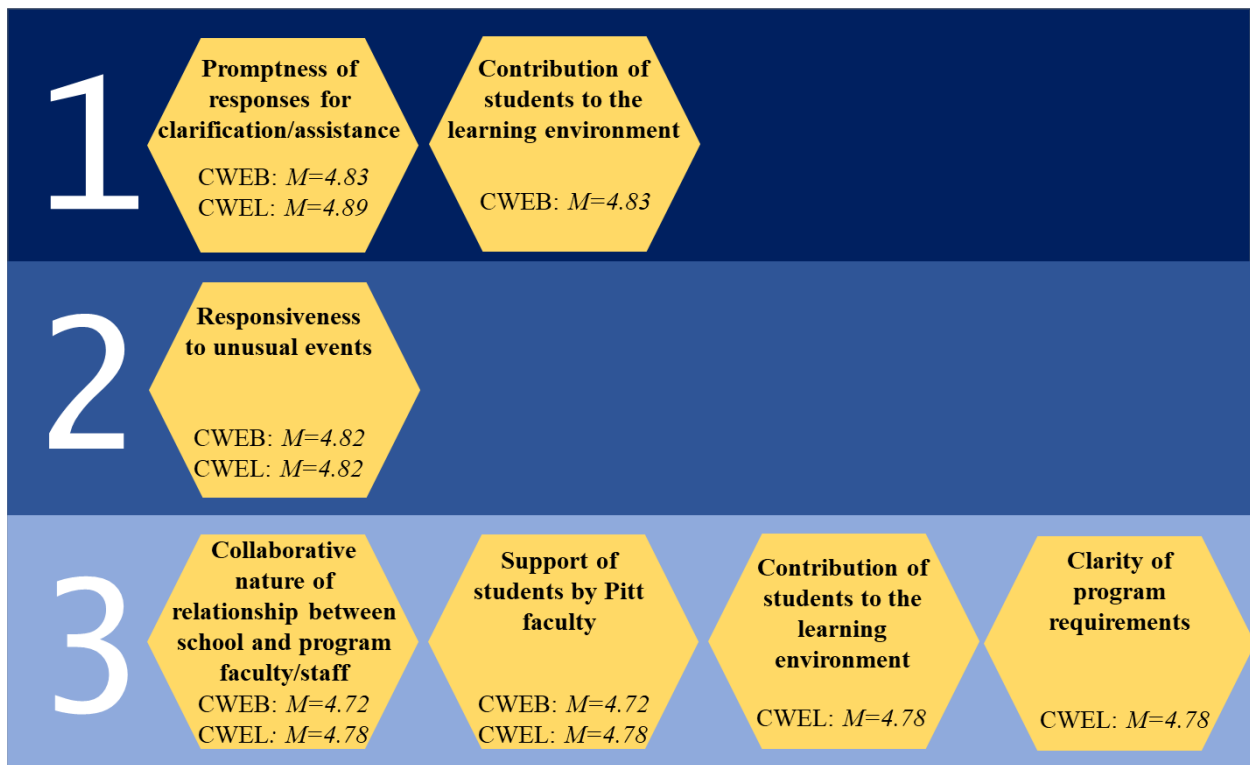 1
Promptness of
responses for
clarification/assistance
CWEB: M=4.83
CWEL: M=4.89
Contribution of
students to the
learning environment
CWEB: M=4.83
2
Responsiveness
to unusual events
CWEB: M=4.82
CWEL: M=4.82
3
Collaborative
nature of
relationship between
school and program
faculty/staff
CWEB: M=4.72
CWEL: M=4.78
Support of
students by Pitt
faculty
CWEB: M=4.72
CWEL: M=4.78
Contribution of
students to the
learning
environment
CWEL: M=4.78
Clarity of
program
requirements
CWEL: M=4.78